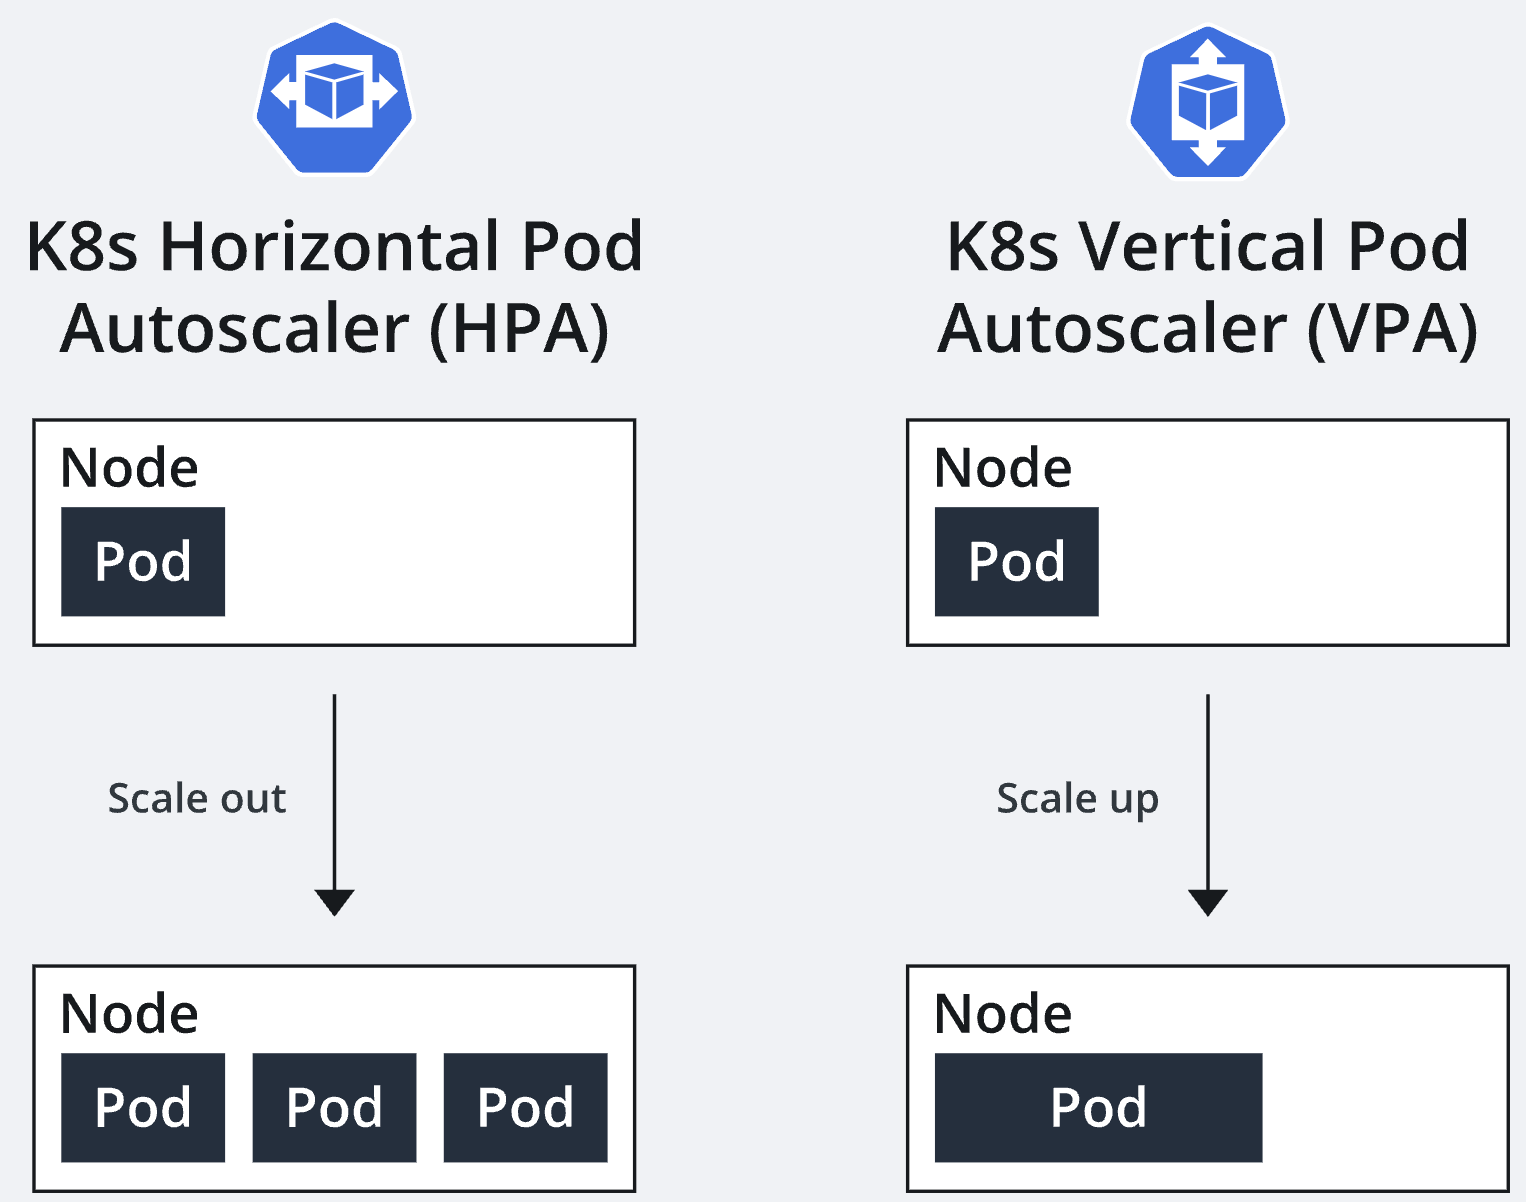 K8s Horizontal Pod
Autoscaler (HPA)
Node
Pod
Scale out
Node
Pod Pod Pod
K8s Vertical Pod
Autoscaler (VPA)
Node
Pod
Scale up
Node
Pod